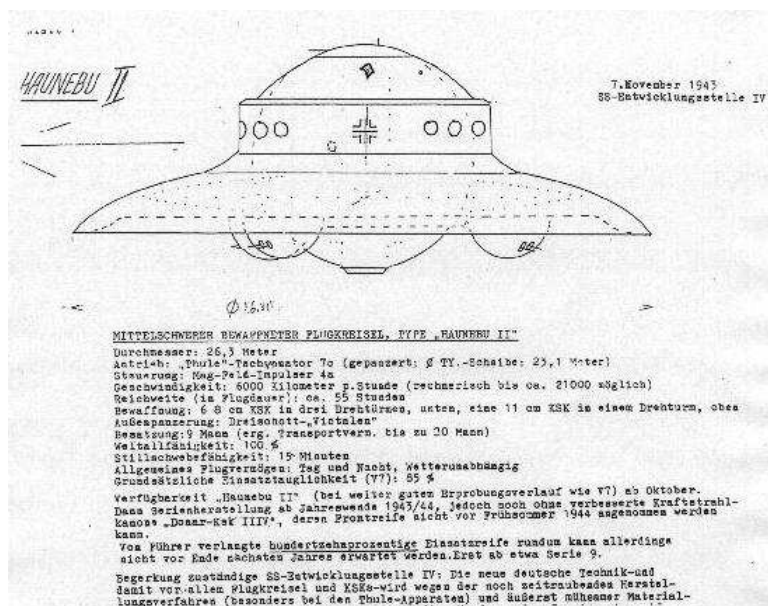 HAUNEBU II
7.November 1943
SS-Entwicklungsstelle IV
MITTELSCHWERER BEWAFFNETER FLUGKREISEL, TYPE „HAUNEBU II"
Durchmesser: 26,3 Meter
Antrieb: „Thule"-Tachyonator 7c (gepanzert; Ø TY.-Scheibe: 23,1 Meter)
Steuerung: Mag-Feld-Impulser 4a
Geschwindigkeit: 6000 Kilometer p.Stunde (rechnerisch bis ca. 21000 möglich)
Reichweite (in Flugdauer): ca. 55 Stunden
Bewaffnung: 6 8 cm KSK in drei Drehtürmen, unten, eine 11 cm KSK in einem Drehturm, oben
Außenpanzerung: Dreischott-„Victalen"
Besatzung: 9 Mann (erg. Transportverm. bis zu 20 Mann)
Weltallfähigkeit: 100 %
Stillschwebefähigkeit: 15 Minuten
Allgemeines Flugvermögen: Tag und Nacht, Wetterunabhängig
Grundsätzliche Einsatztauglichkeit (V7): 85 %
Verfügbarkeit „Haunebu II" (bei weiter gutem Erprobungsverlauf wie V7) ab Oktober.
Dann Serienherstellung ab Jahreswende 1943/44, jedoch noch ohne verbesserte Kraftstrahl-
kanone „Donar-KSK IIIV", deren Frontreife nicht vor Frühsommer 1944 angenommen werden
kann.
Vom Führer verlangte hundertzehnprozentige Einsatzreife rundum kann allerdings
nicht vor Ende nächsten Jahres erwartet werden.Erst ab etwa Serie 9.
Begerkung zuständige SS-Entwicklungsstelle IV: Die neue deutsche Technik-und
damit vor allem Flugkreisel und KSKs-wird wegen der noch zeitraubenden Herstel-
lungsverfahren (besonders bei den Thule-Apparaten) und äußerst mühsamer Material-